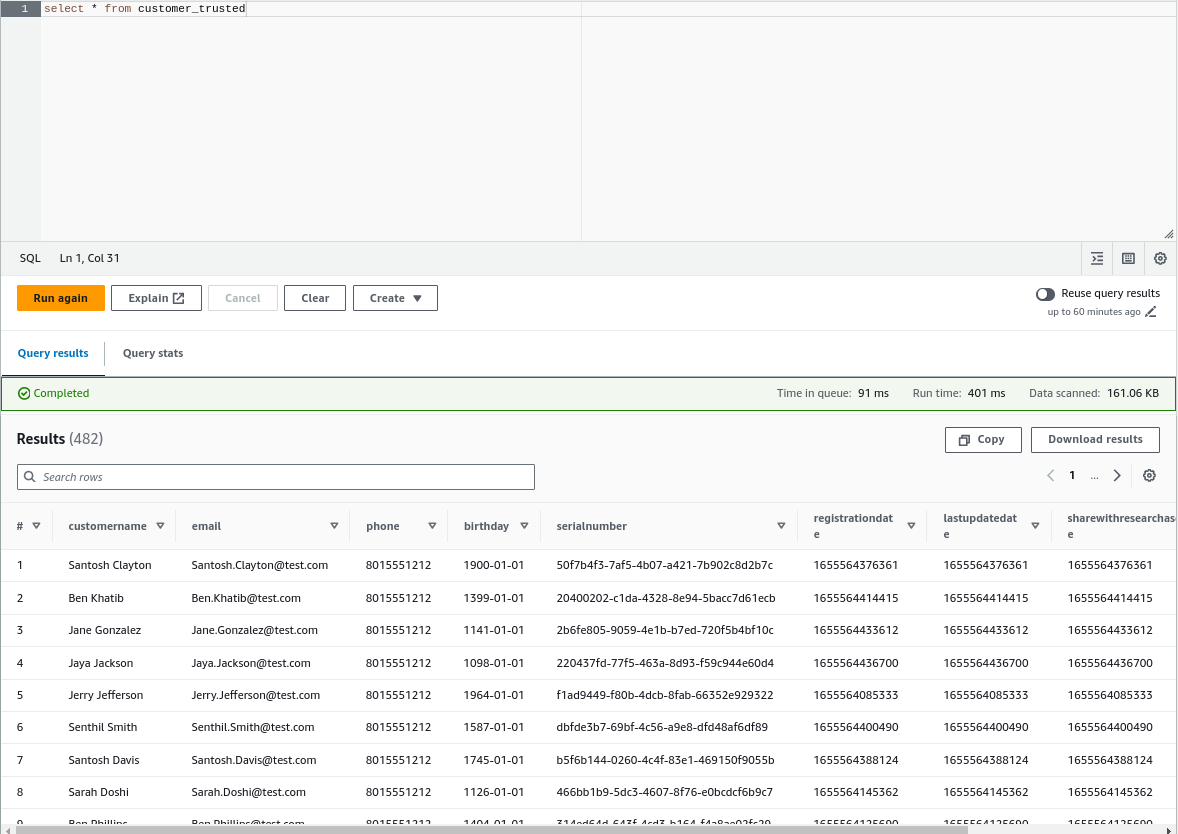 1 select * from customer_trusted
SQL Ln 1, Col 31
Run again Explain Cancel Clear Create Reuse query results
up to 60 minutes ago
Query results Query stats
Completed Time in queue: 91 ms Run time: 401 ms Data scanned: 161.06 KB
Results (482) Copy Download results
Search rows 1 ...
# customername email phone birthday serialnumber registrationdate lastupdatedate sharewithresearchas e
1 Santosh Clayton Santosh.Clayton@test.com 8015551212 1900-01-01 50f7b4f3-7af5-4b07-a421-7b902c8d2b7c 1655564376361 1655564376361 1655564376361
2 Ben Khatib Ben.Khatib@test.com 8015551212 1399-01-01 20400202-c1da-4328-8e94-5bacc7d61ecb 1655564414415 1655564414415 1655564414415
3 Jane Gonzalez Jane.Gonzalez@test.com 8015551212 1141-01-01 2b6fe805-9059-4e1b-b7ed-720f5b4bf10c 1655564433612 1655564433612 1655564433612
4 Jaya Jackson Jaya.Jackson@test.com 8015551212 1098-01-01 220437fd-77f5-463a-8d93-f59c944e60d4 1655564436700 1655564436700 1655564436700
5 Jerry Jefferson Jerry.Jefferson@test.com 8015551212 1964-01-01 f1ad9449-f80b-4dcb-8fab-66352e929322 1655564085333 1655564085333 1655564085333
6 Senthil Smith Senthil.Smith@test.com 8015551212 1587-01-01 dbfde3b7-69bf-4c56-a9e8-dfd48af6df89 1655564400490 1655564400490 1655564400490
7 Santosh Davis Santosh.Davis@test.com 8015551212 1745-01-01 b5f6b144-0260-4c4f-83e1-469150f9055b 1655564388124 1655564388124 1655564388124
8 Sarah Doshi Sarah.Doshi@test.com 8015551212 1126-01-01 466bb1b9-5dc3-4607-8f76-e0bcdcf6b9c7 1655564145362 1655564145362 1655564145362
9 Ben Phillips Ben.Phillips@test.com 8015551212 1404-01-01